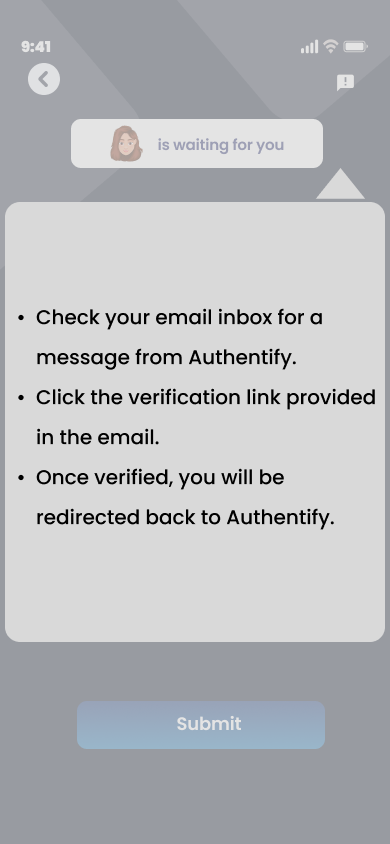 9:41
is waiting for you
• Check your email inbox for a
message from Authentify.
• Click the verification link provided
in the email.
• Once verified, you will be
redirected back to Authentify.
Submit